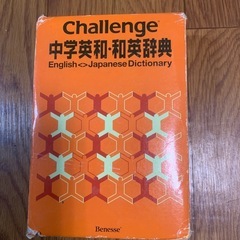 Challenge®
中学英和・和英辞典
English<>Japanese Dictionary
Benesse®